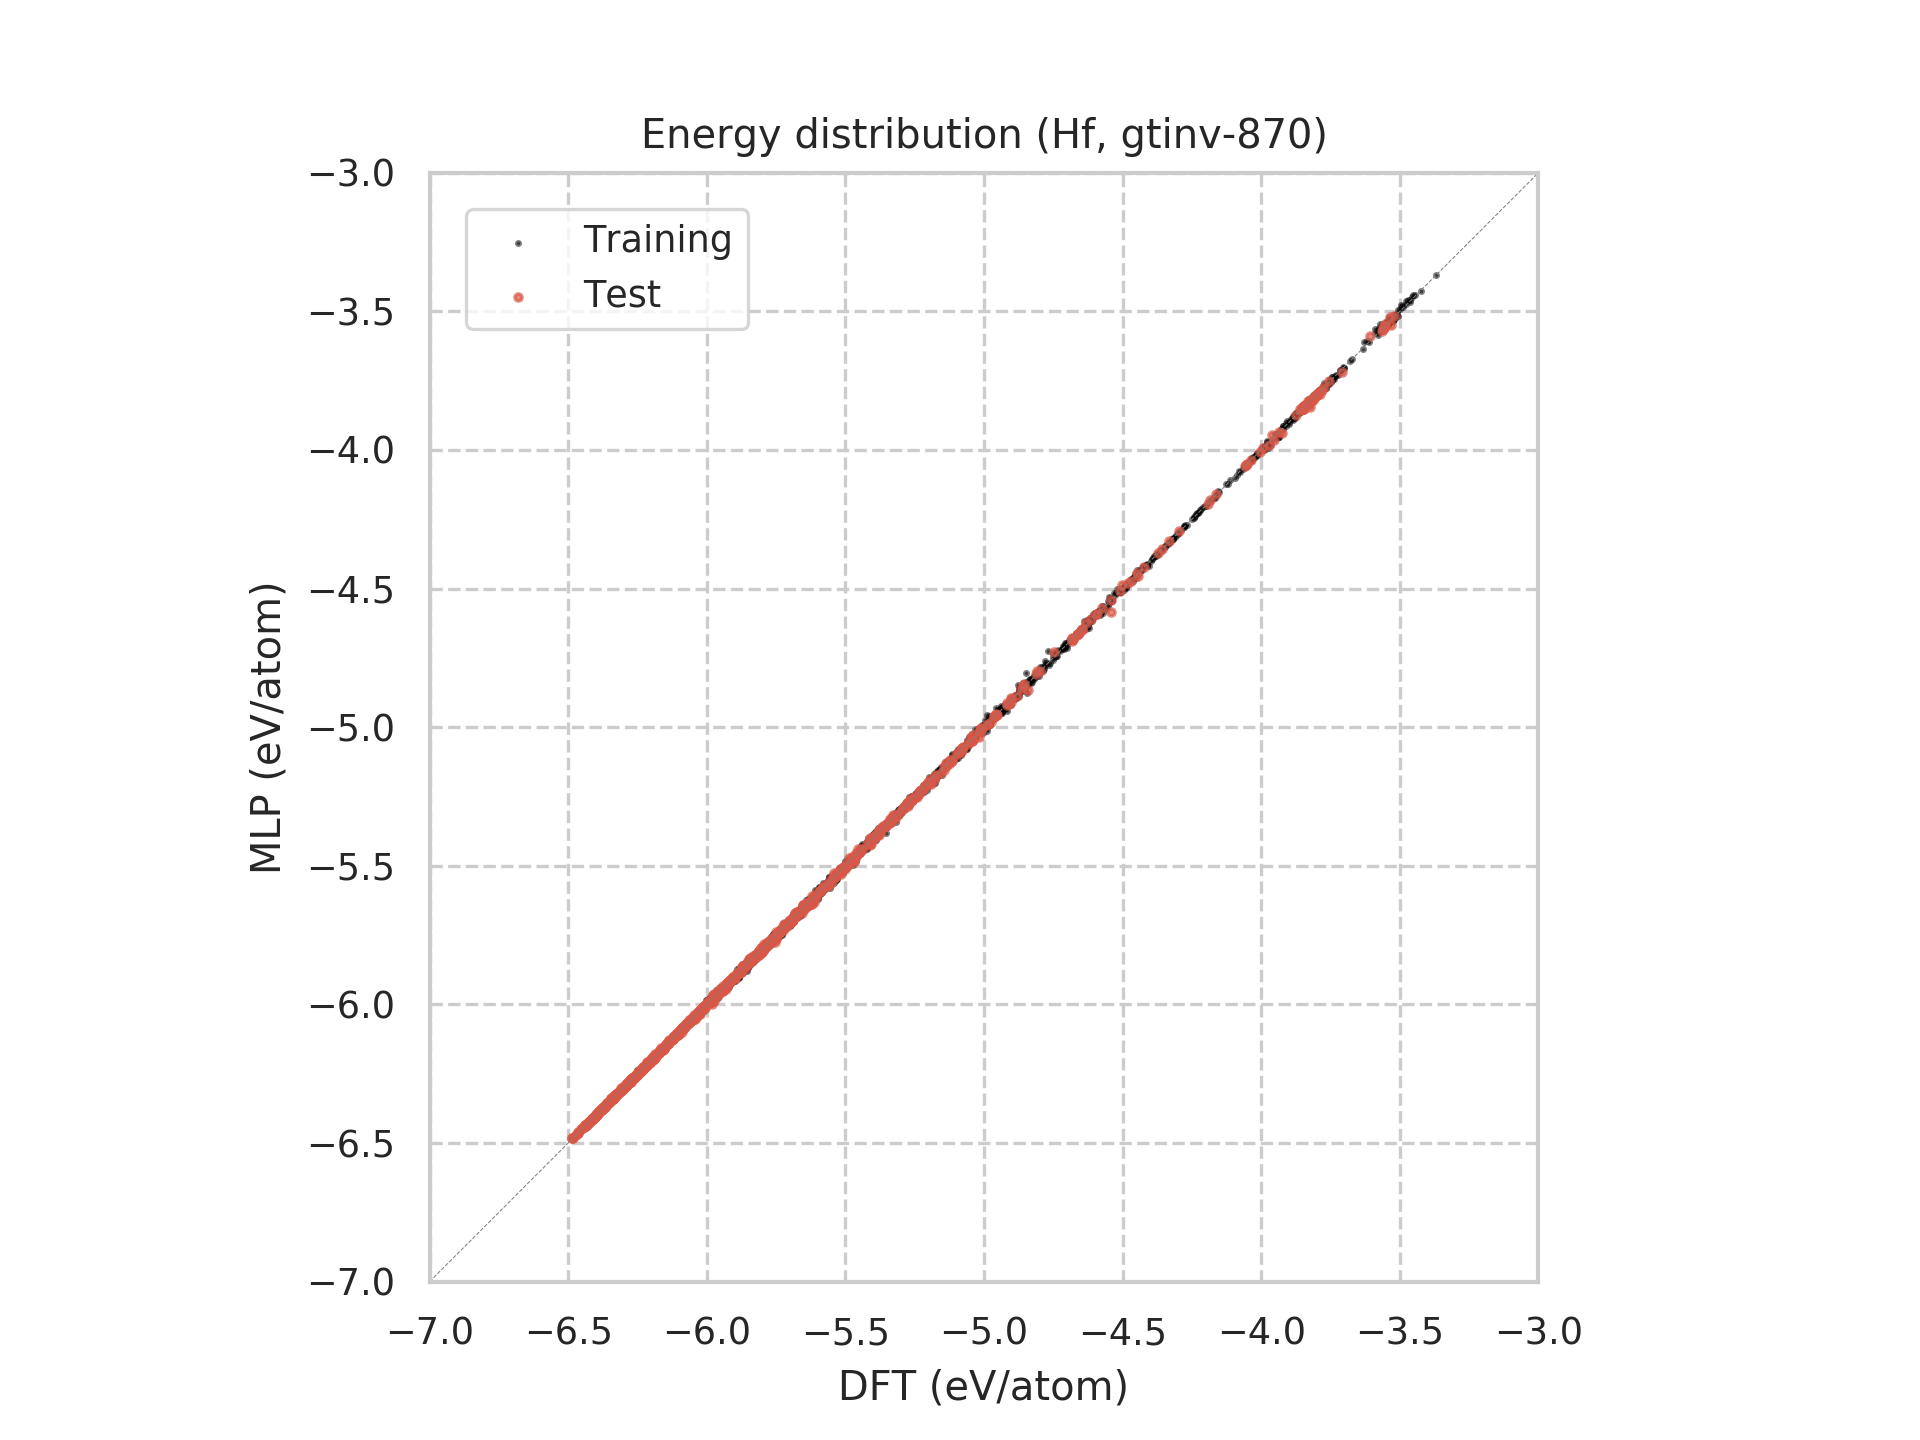 Energy distribution (Hf, gtinv-870)
Training
Test
−3.0
−3.5
−4.0
−4.5
−5.0
−5.5
−6.0
−6.5
−7.0
MLP (eV/atom)
−7.0 −6.5 −6.0 −5.5 −5.0 −4.5 −4.0 −3.5 −3.0
DFT (eV/atom)